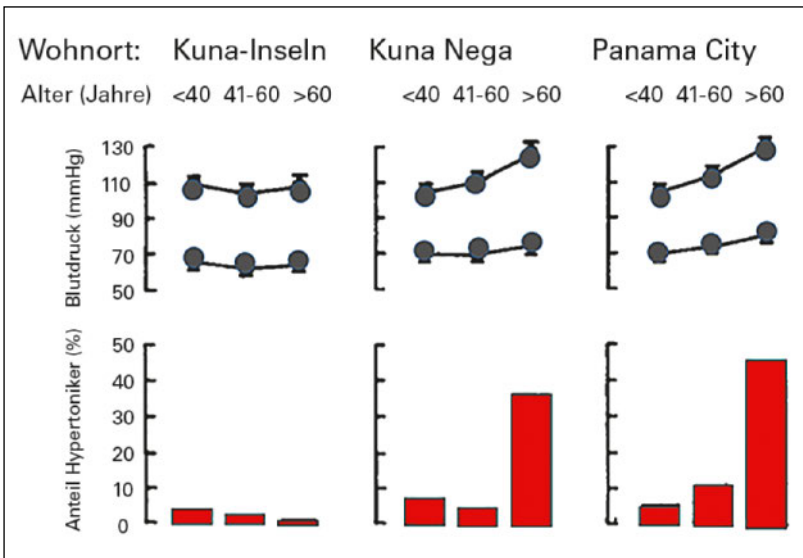 Wohnort: Kuna-Inseln Kuna Nega Panama City
Alter (Jahre) <40 41-60 >60 <40 41-60 >60 <40 41-60 >60
Blutdruck (mmHg)
130
110
90
70
50
Anteil Hypertoniker (%)
50
40
30
20
10
0